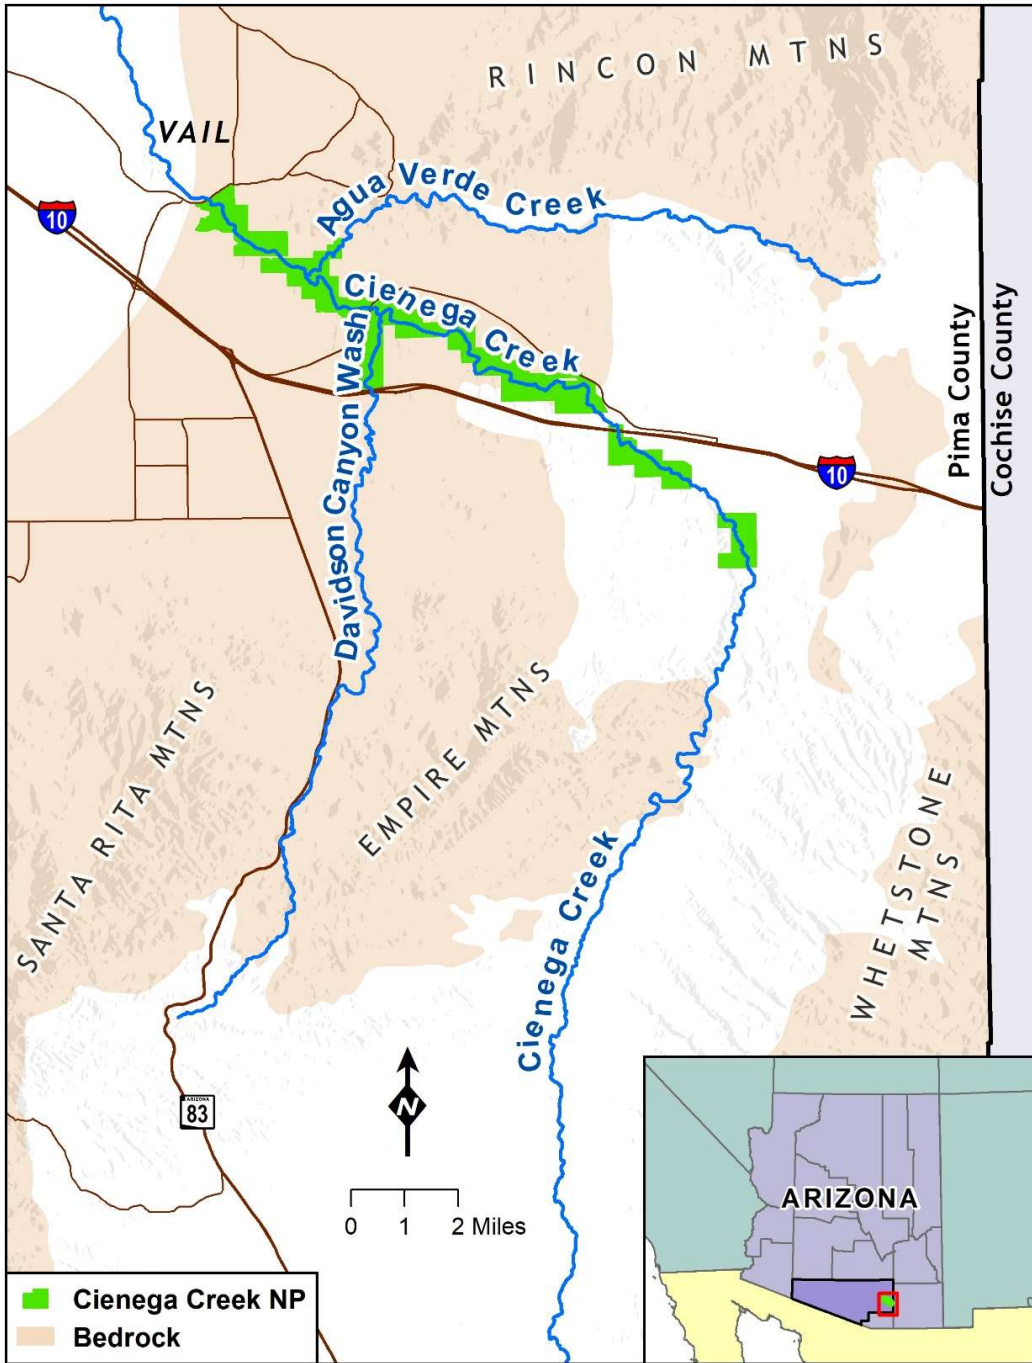 RINCON MTNS
VAIL
Agua Verde Creek
10
Cienega Creek
Pima County
Cochise County
10
Davidson Canyon Wash
SANTA RITA MTNS
EMPIRE MTNS
WHETSTONE
MTNS
Cienega Creek
ARIZONA
83
N
0 1 2 Miles
ARIZONA
Cienega Creek NP
Bedrock